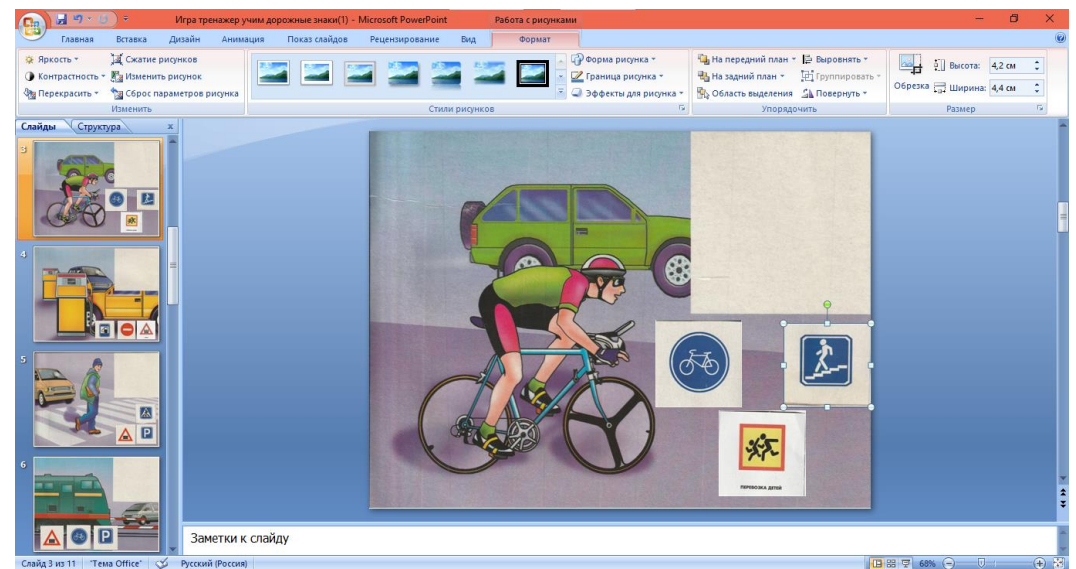 Игра тренажер учим дорожные знаки(1) - Microsoft PowerPoint
Работа с рисунками
Главная Вставка Дизайн Анимация Показ слайдов Рецензирование Вид Формат
Яркость Сжатие рисунков Форма рисунка На передний план Выровнять Высота: 4,2 см
Контрастность Изменить рисунок Граница рисунка На задний план Группировать Обрезка Ширина: 4,4 см
Перекрасить Сброс параметров рисунка Эффекты для рисунка Область выделения Повернуть
Изменить Стили рисунков Упорядочить Размер
Слайды Структура x
3
4
5
P
6
P
ПЕРЕВОЗКА ДЕТЕЙ
Заметки к слайду
Слайд 3 из 11 "Тема Office" Русский (Россия) 68%